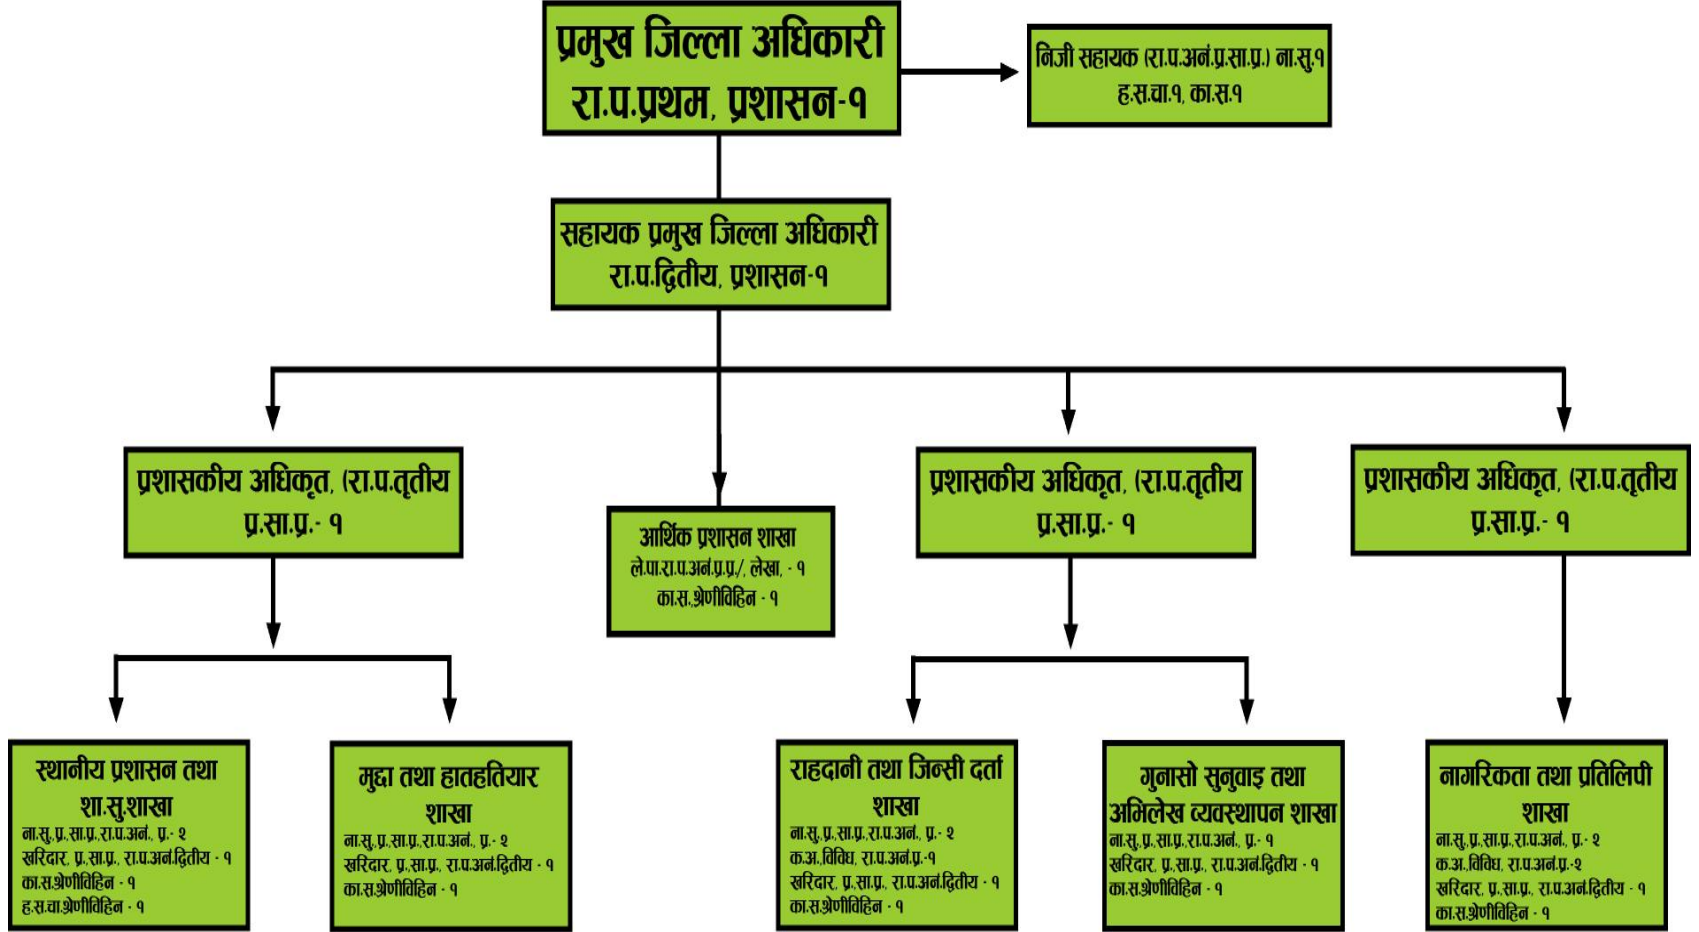 प्रमुख जिल्ला अधिकारी
रा.प.प्रथम, प्रशासन-१
निजी सहायक (रा.प.अनं.प्र.सा.प्र.) ना.सु.१
ह.स.चा.१, का.स.१
सहायक प्रमुख जिल्ला अधिकारी
रा.प.द्वितीय, प्रशासन-१
प्रशासकीय अधिकृत, (रा.प.तृतीय
प्र.सा.प्र.- १
आर्थिक प्रशासन शाखा
ले.पा.रा.प.अनं.प्र.प्र./, लेखा, - १
का.स.,श्रेणीविहिन - १
प्रशासकीय अधिकृत, (रा.प.तृतीय
प्र.सा.प्र.- १
प्रशासकीय अधिकृत, (रा.प.तृतीय
प्र.सा.प्र.- १
स्थानीय प्रशासन तथा
शा.सु.शाखा
ना.सु.,प्र.,सा.प्र.,रा.प.अनं., प्र.- २
खरिदार, प्र.,सा.प्र., रा.प.अनं.द्वितीय - १
का.स.श्रेणीविहिन - १
ह.स.चा.श्रेणीविहिन - १
मुद्दा तथा हातहतियार
शाखा
ना.सु.,प्र.,सा.प्र.,रा.प.अनं., प्र.- २
खरिदार, प्र.,सा.प्र., रा.प.अनं.द्वितीय - १
का.स.श्रेणीविहिन - १
राहदानी तथा जिन्सी दर्ता
शाखा
ना.सु.,प्र.,सा.प्र.,रा.प.अनं., प्र.- २
क.अ.,विविध, रा.प.अनं.प्र.-१
खरिदार, प्र.,सा.प्र., रा.प.अनं.द्वितीय - १
का.स.श्रेणीविहिन - १
गुनासो सुनुवाइ तथा
अभिलेख व्यवस्थापन शाखा
ना.सु.,प्र.,सा.प्र.,रा.प.अनं., प्र.- १
खरिदार, प्र.,सा.प्र., रा.प.अनं.द्वितीय - १
का.स.श्रेणीविहिन - १
नागरिकता तथा प्रतिलिपी
शाखा
ना.सु.,प्र.,सा.प्र.,रा.प.अनं., प्र.- २
क.अ.,विविध, रा.प.अनं.प्र.-२
खरिदार, प्र.,सा.प्र., रा.प.अनं.द्वितीय - १
का.स.श्रेणीविहिन - १